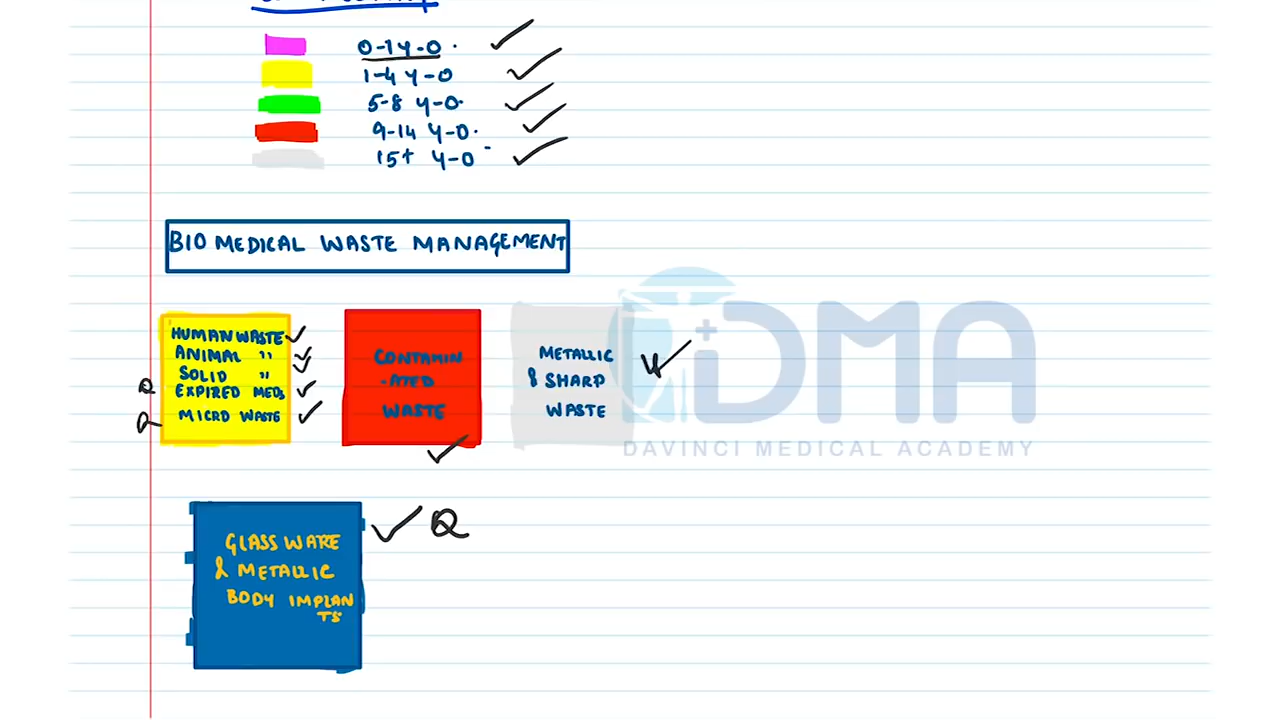 0-1 Y-O.
1-4 Y-O
5-8 Y-O.
9-14 Y-O.
15+ Y-O
BIO MEDICAL WASTE MANAGEMENT
HUMAN WASTE
ANIMAL "
SOLID "
Q EXPIRED MEDS
Q MICRO WASTE
CONTAMIN
-ATED
WASTE
METALLIC
& SHARP
WASTE
DMA
DAVINCI MEDICAL ACADEMY
Q
GLASS WARE
& METALLIC
BODY IMPLAN
TS